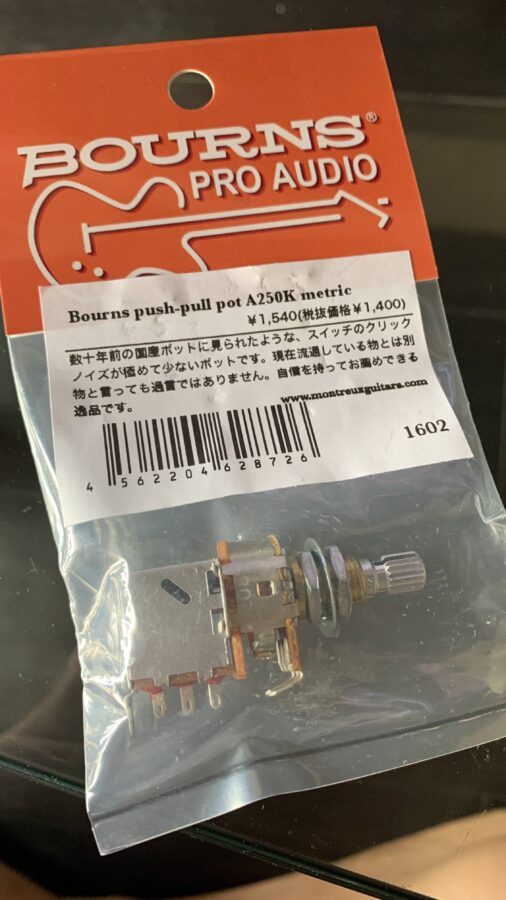 BOURNS®
PRO AUDIO
Bourns push-pull pot A250K metric
¥1,540(税抜価格¥1,400)
数十年前の国産ポットに見られたような、スイッチのクリック
ノイズが極めて少ないポットです。現在流通している物とは別
物と言っても過言ではありません。自信を持ってお薦めできる
逸品です。
www.montreuxguitars.com
4 562204 628726
1602